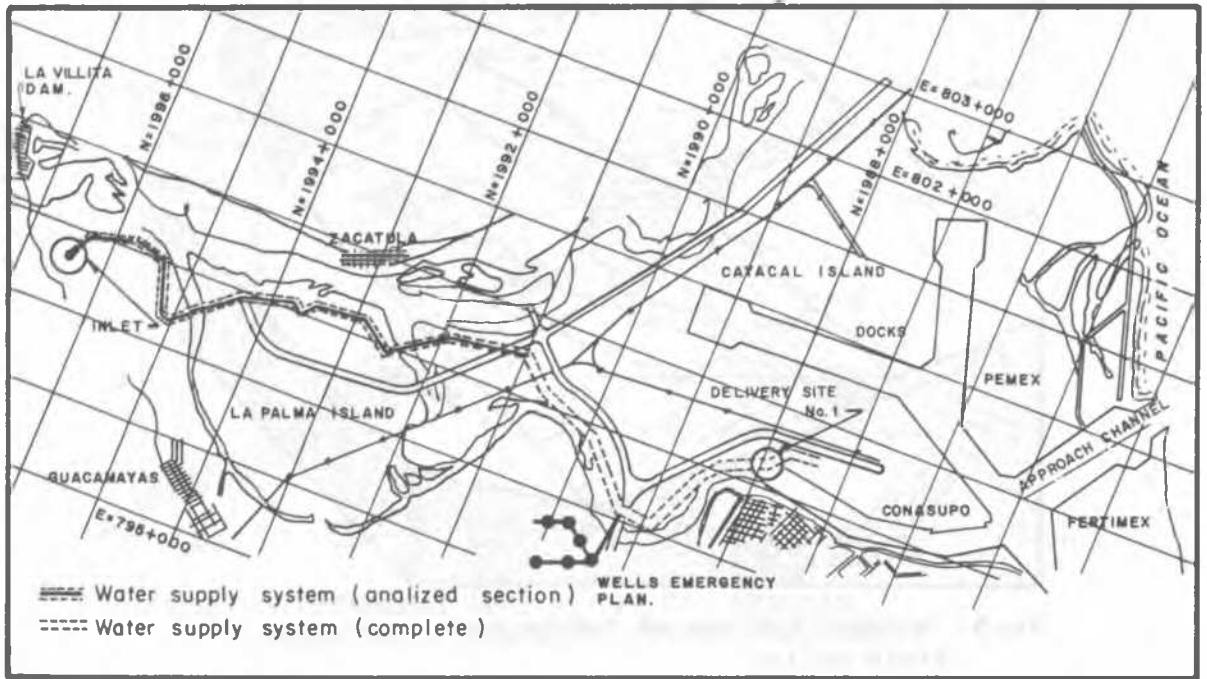 LA VILLITA
DAM.
N=1996+000
N=1994+000
N=1992+000
N=1990+000
N=1988+000
E=803+000
E=802+000
PACIFIC OCEAN
ZACATULA
CAYACAL ISLAND
INLET
DOCKS
PEMEX
DELIVERY SITE
No. 1
LA PALMA ISLAND
APPROACH CHANNEL
GUACAMAYAS
CONASUPO
FERTIMEX
E=796+000
WELLS EMERGENCY
PLAN.
Water supply system (analized section)
Water supply system (complete)